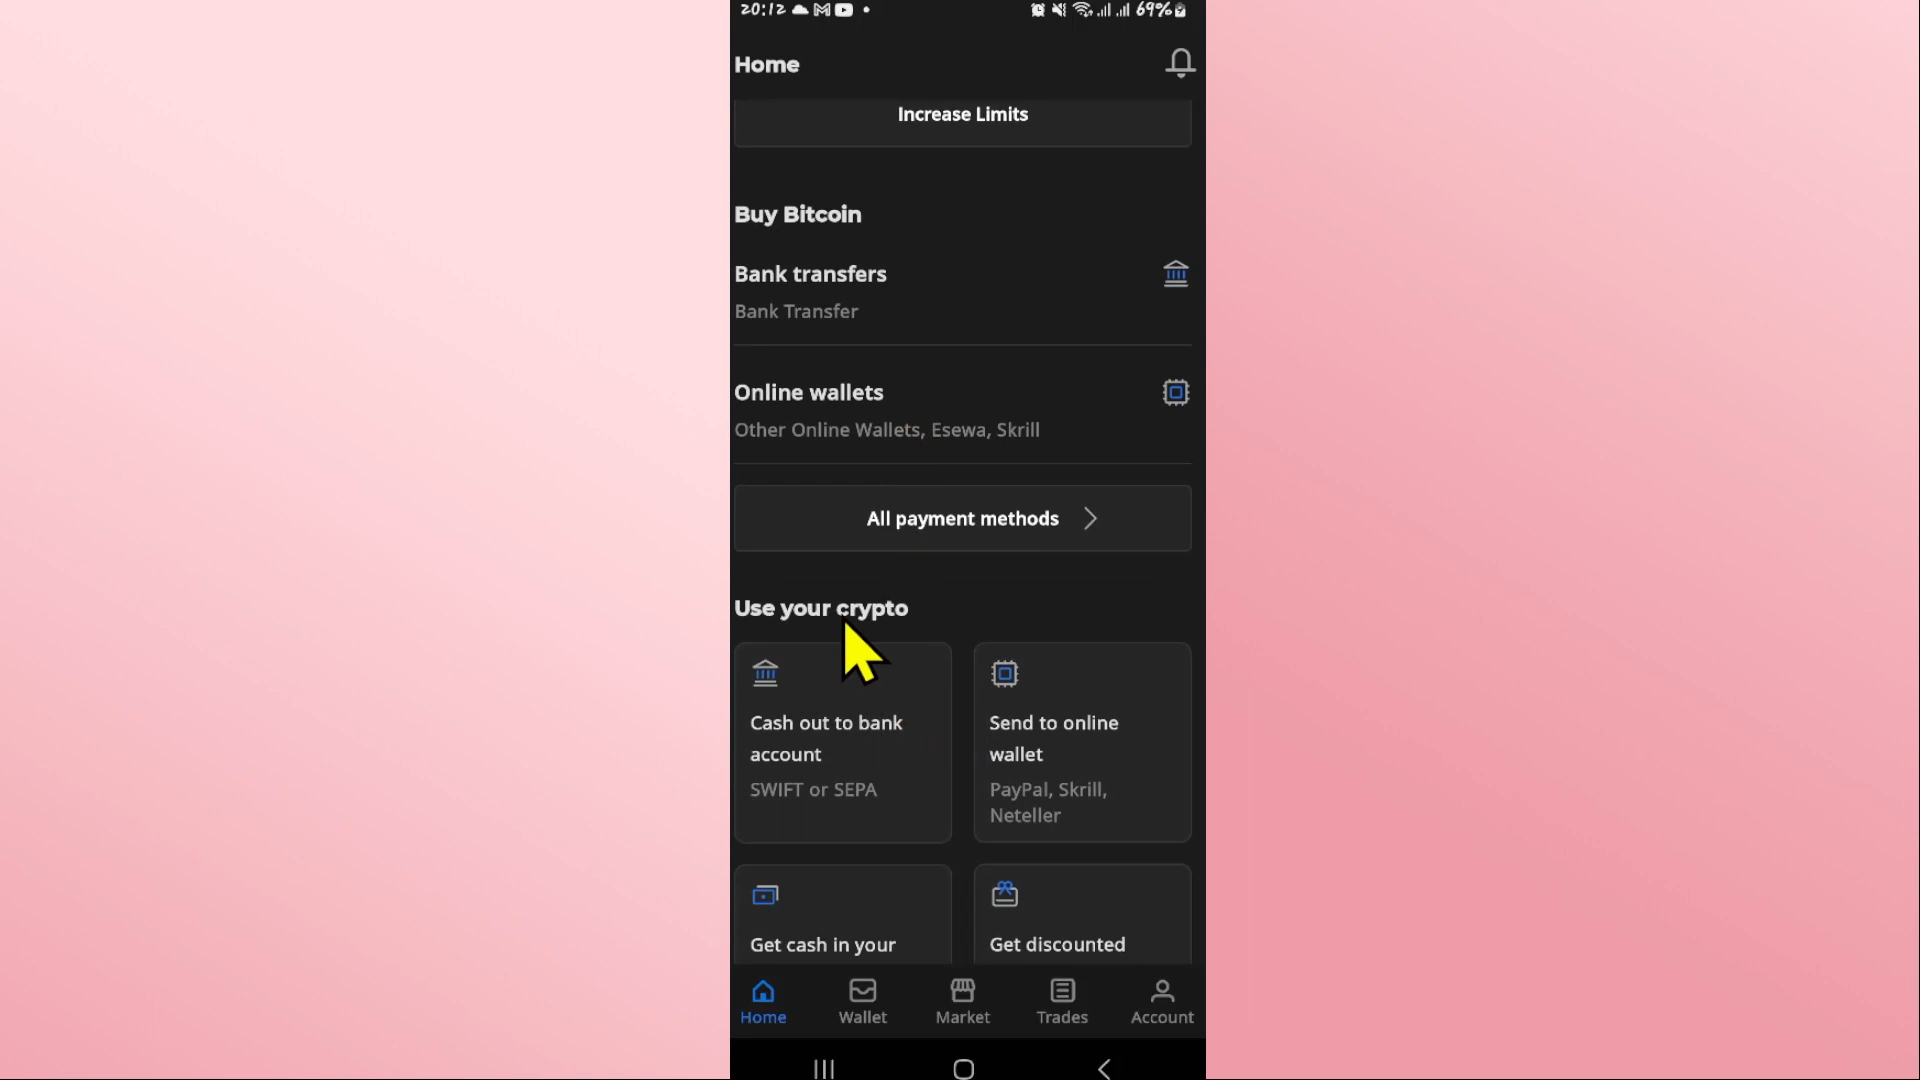 20:12
69%
Home
Increase Limits
Buy Bitcoin
Bank transfers
Bank Transfer
Online wallets
Other Online Wallets, Esewa, Skrill
All payment methods
Use your crypto
Cash out to bank
account
SWIFT or SEPA
Send to online
wallet
PayPal, Skrill,
Neteller
Get cash in your
Get discounted
Home
Wallet
Market
Trades
Account